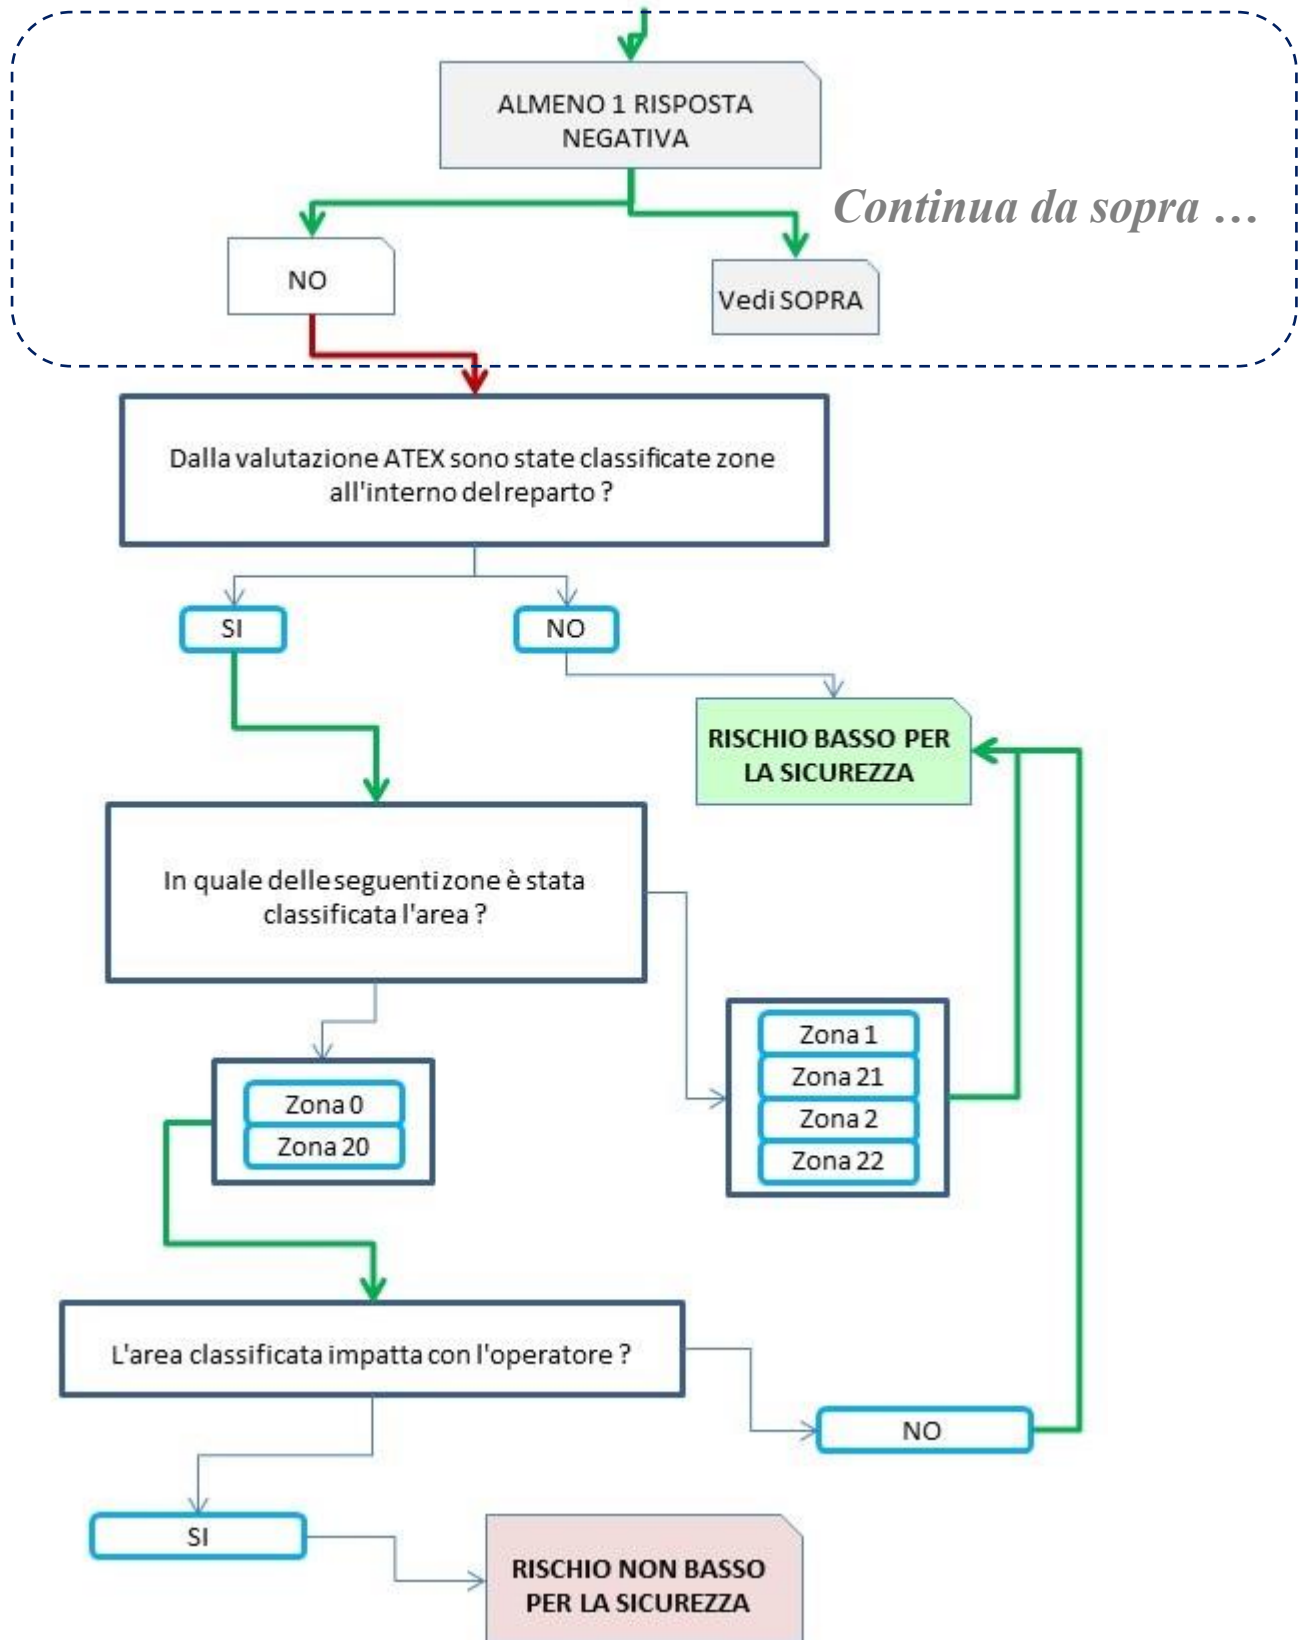 ALMENO 1 RISPOSTA
NEGATIVA
Continua da sopra ...
NO
Vedi SOPRA
Dalla valutazione ATEX sono state classificate zone
all'interno del reparto ?
SI
NO
RISCHIO BASSO PER
LA SICUREZZA
In quale delle seguenti zone è stata
classificata l'area ?
Zona 1
Zona 21
Zona 2
Zona 22
Zona 0
Zona 20
L'area classificata impatta con l'operatore ?
NO
SI
RISCHIO NON BASSO
PER LA SICUREZZA